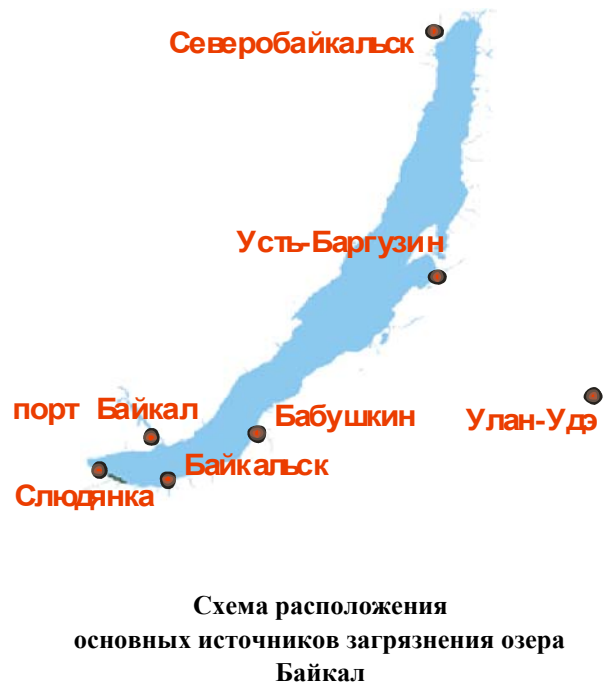 Северобайкальск
Усть-Баргузин
порт Байкал
Бабушкин
Улан-Удэ
Байкальск
Слюдянка
Схема расположения
основных источников загрязнения озера
Байкал